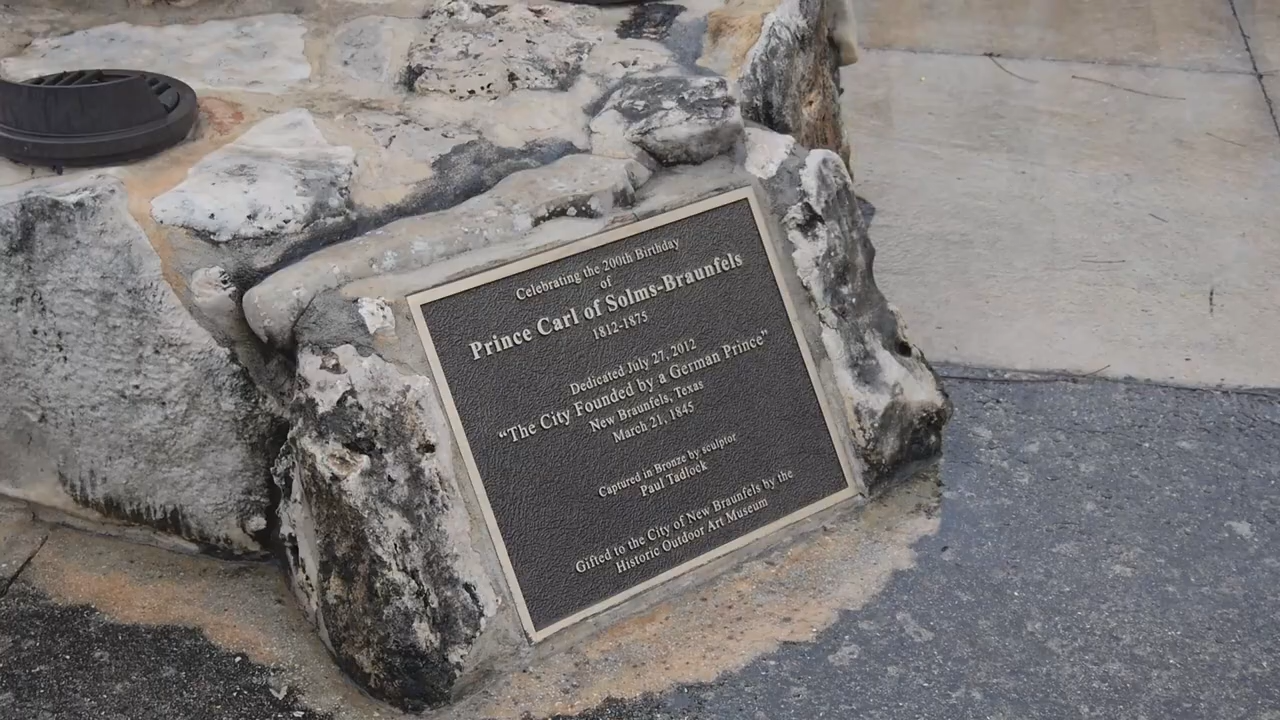 Celebrating the 200th Birthday
of
Prince Carl of Solms-Braunfels
1812-1875
Dedicated July 27, 2012
“The City Founded by a German Prince”
New Braunfels, Texas
March 21, 1845
Captured in Bronze by sculptor
Paul Tadlock
Gifted to the City of New Braunfels by the
Historic Outdoor Art Museum